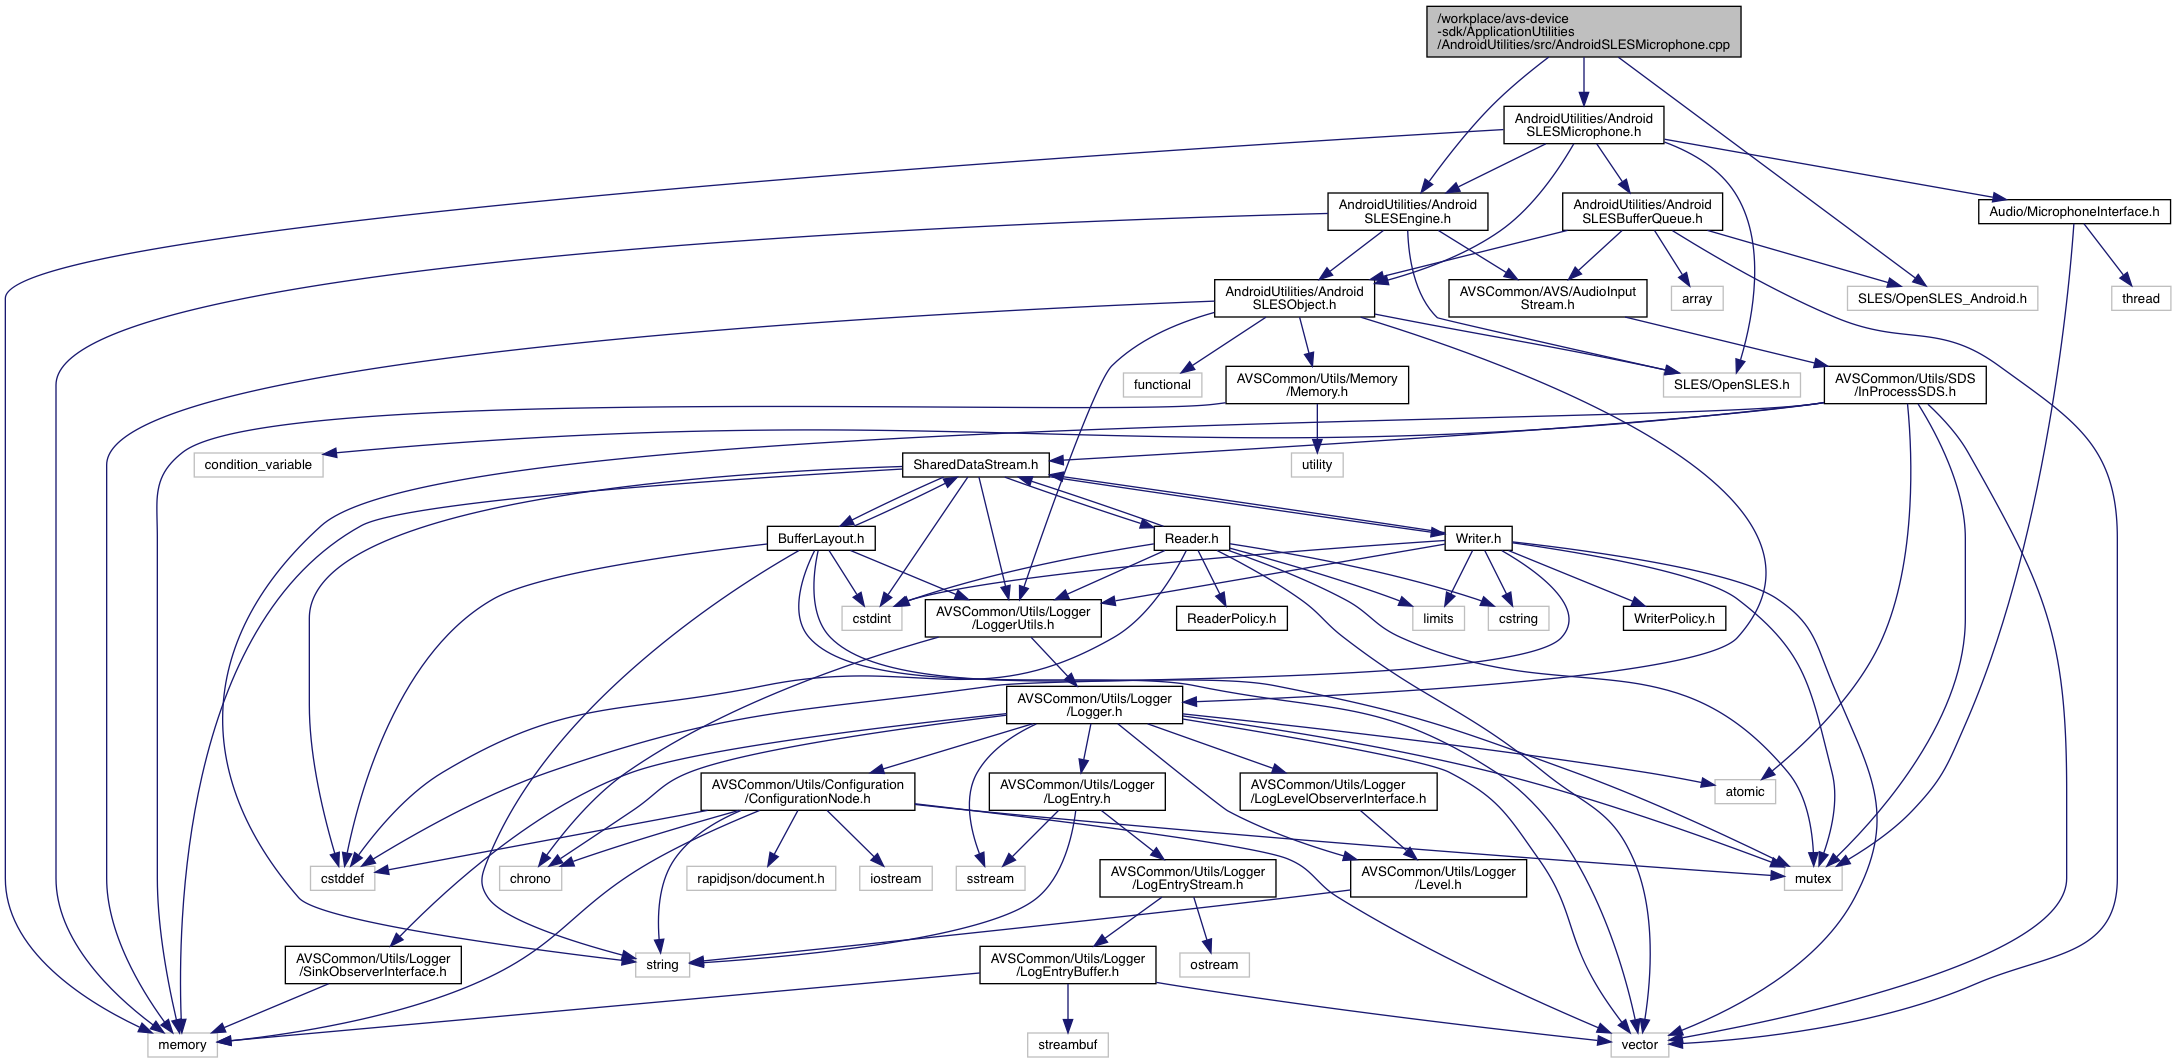 /workplace/avs-device
-sdk/ApplicationUtilities
/AndroidUtilities/src/AndroidSLESMicrophone.cpp
AndroidUtilities/Android
SLESMicrophone.h
AndroidUtilities/Android
SLESEngine.h
AndroidUtilities/Android
SLESBufferQueue.h
Audio/MicrophoneInterface.h
AndroidUtilities/Android
SLESObject.h
AVSCommon/AVS/AudioInput
Stream.h
array
SLES/OpenSLES_Android.h
thread
functional
AVSCommon/Utils/Memory
/Memory.h
SLES/OpenSLES.h
AVSCommon/Utils/SDS
/InProcessSDS.h
condition_variable
SharedDataStream.h
utility
BufferLayout.h
Reader.h
Writer.h
cstdint
AVSCommon/Utils/Logger
/LoggerUtils.h
ReaderPolicy.h
limits
cstring
WriterPolicy.h
AVSCommon/Utils/Logger
/Logger.h
AVSCommon/Utils/Configuration
/ConfigurationNode.h
AVSCommon/Utils/Logger
/LogEntry.h
AVSCommon/Utils/Logger
/LogLevelObserverInterface.h
atomic
cstddef
chrono
rapidjson/document.h
iostream
sstream
AVSCommon/Utils/Logger
/LogEntryStream.h
AVSCommon/Utils/Logger
/Level.h
mutex
AVSCommon/Utils/Logger
/SinkObserverInterface.h
string
AVSCommon/Utils/Logger
/LogEntryBuffer.h
ostream
memory
streambuf
vector